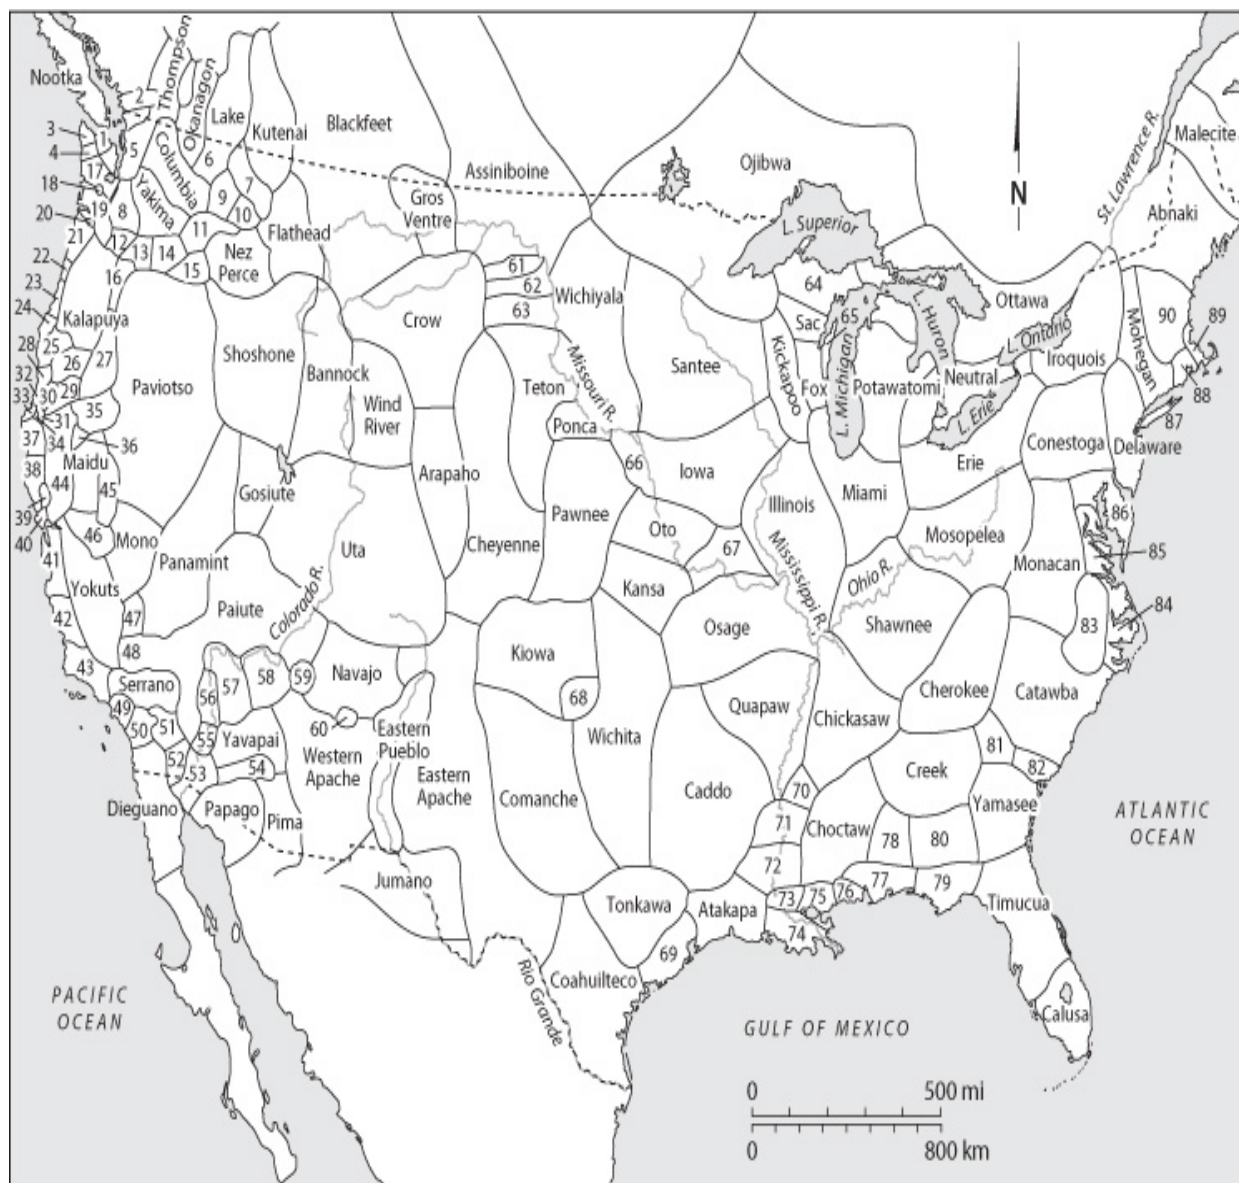 Nootka
2
Thompson
Okanagon
Lake
Kutenai
Blackfeet
Assiniboine
Ojibwa
St. Lawrence R.
Malecite
Abnaki
N
3
1
4
5
Columbia
6
17
7
18
9
Gros
Ventre
20
19
8
Yakima
10
21
12
11
Flathead
L. Superior
13
14
Nez
Perce
22
16
15
61
62
Wichiyala
64
Ottawa
23
63
65
L. Huron
L. Ontario
90
89
24
Kalapuya
Crow
Sac
Mohegan
28
25
26
27
Shoshone
Bannock
Missouri R.
Santee
Kickapoo
Iroquois
32
29
Paviotso
Teton
Fox
L. Michigan
Potawatomi
Neutral
88
33
30
Wind
River
L. Erie
87
31
35
Ponca
37
34
36
Conestoga
Delaware
38
Maidu
66
Iowa
Erie
44
45
Gosiute
Arapaho
Illinois
Miami
39
Pawnee
86
40
46
Mono
Oto
Mosopelea
41
Panamint
Uta
Cheyenne
67
Mississippi R.
85
Yokuts
Kansa
Ohio R.
Monacan
42
47
Paiute
Colorado R.
84
Osage
Shawnee
83
48
Kiowa
43
Serrano
57
58
59
Navajo
56
68
Quapaw
Cherokee
Catawba
49
Chickasaw
50
51
60
Eastern
Pueblo
Wichita
55
Yavapai
Western
Apache
81
52
53
54
Eastern
Apache
Creek
82
Dieguano
Papago
Pima
Comanche
Caddo
70
Yamasee
ATLANTIC
OCEAN
71
Choctaw
78
80
Jumano
72
77
79
73
75
76
Tonkawa
Atakapa
Timucua
74
69
Rio Grande
Coahuilteco
PACIFIC
OCEAN
Calusa
GULF OF MEXICO
0
500 mi
0
800 km